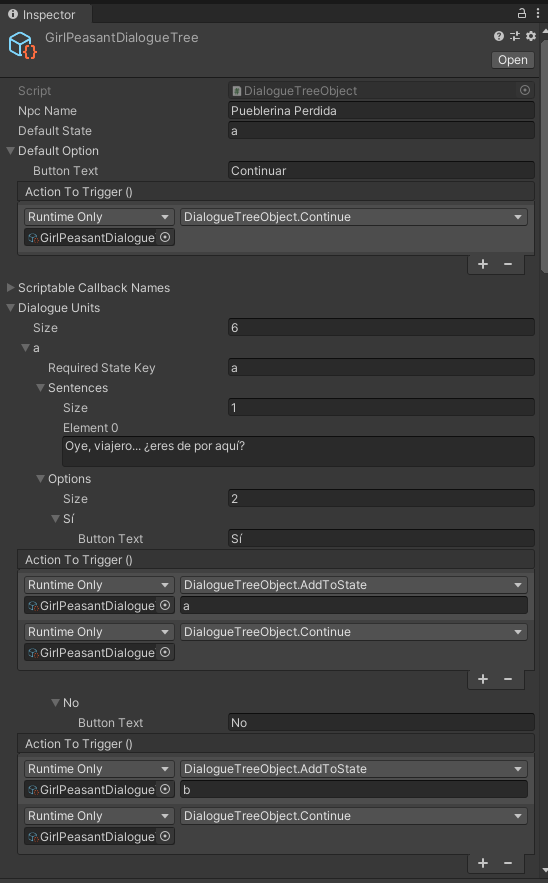 Inspector
GirlPeasantDialogueTree
Open
Script DialogueTreeObject
Npc Name Pueblerina Perdida
Default State a
Default Option
Button Text Continuar
Action To Trigger ()
Runtime Only DialogueTreeObject.Continue
GirlPeasantDialogue
+ −
Scriptable Callback Names
Dialogue Units
Size 6
a
Required State Key a
Sentences
Size 1
Element 0
Oye, viajero... ¿eres de por aquí?
Options
Size 2
Sí
Button Text Sí
Action To Trigger ()
Runtime Only DialogueTreeObject.AddToState
GirlPeasantDialogue a
Runtime Only DialogueTreeObject.Continue
GirlPeasantDialogue
+ −
No
Button Text No
Action To Trigger ()
Runtime Only DialogueTreeObject.AddToState
GirlPeasantDialogue b
Runtime Only DialogueTreeObject.Continue
GirlPeasantDialogue
+ −